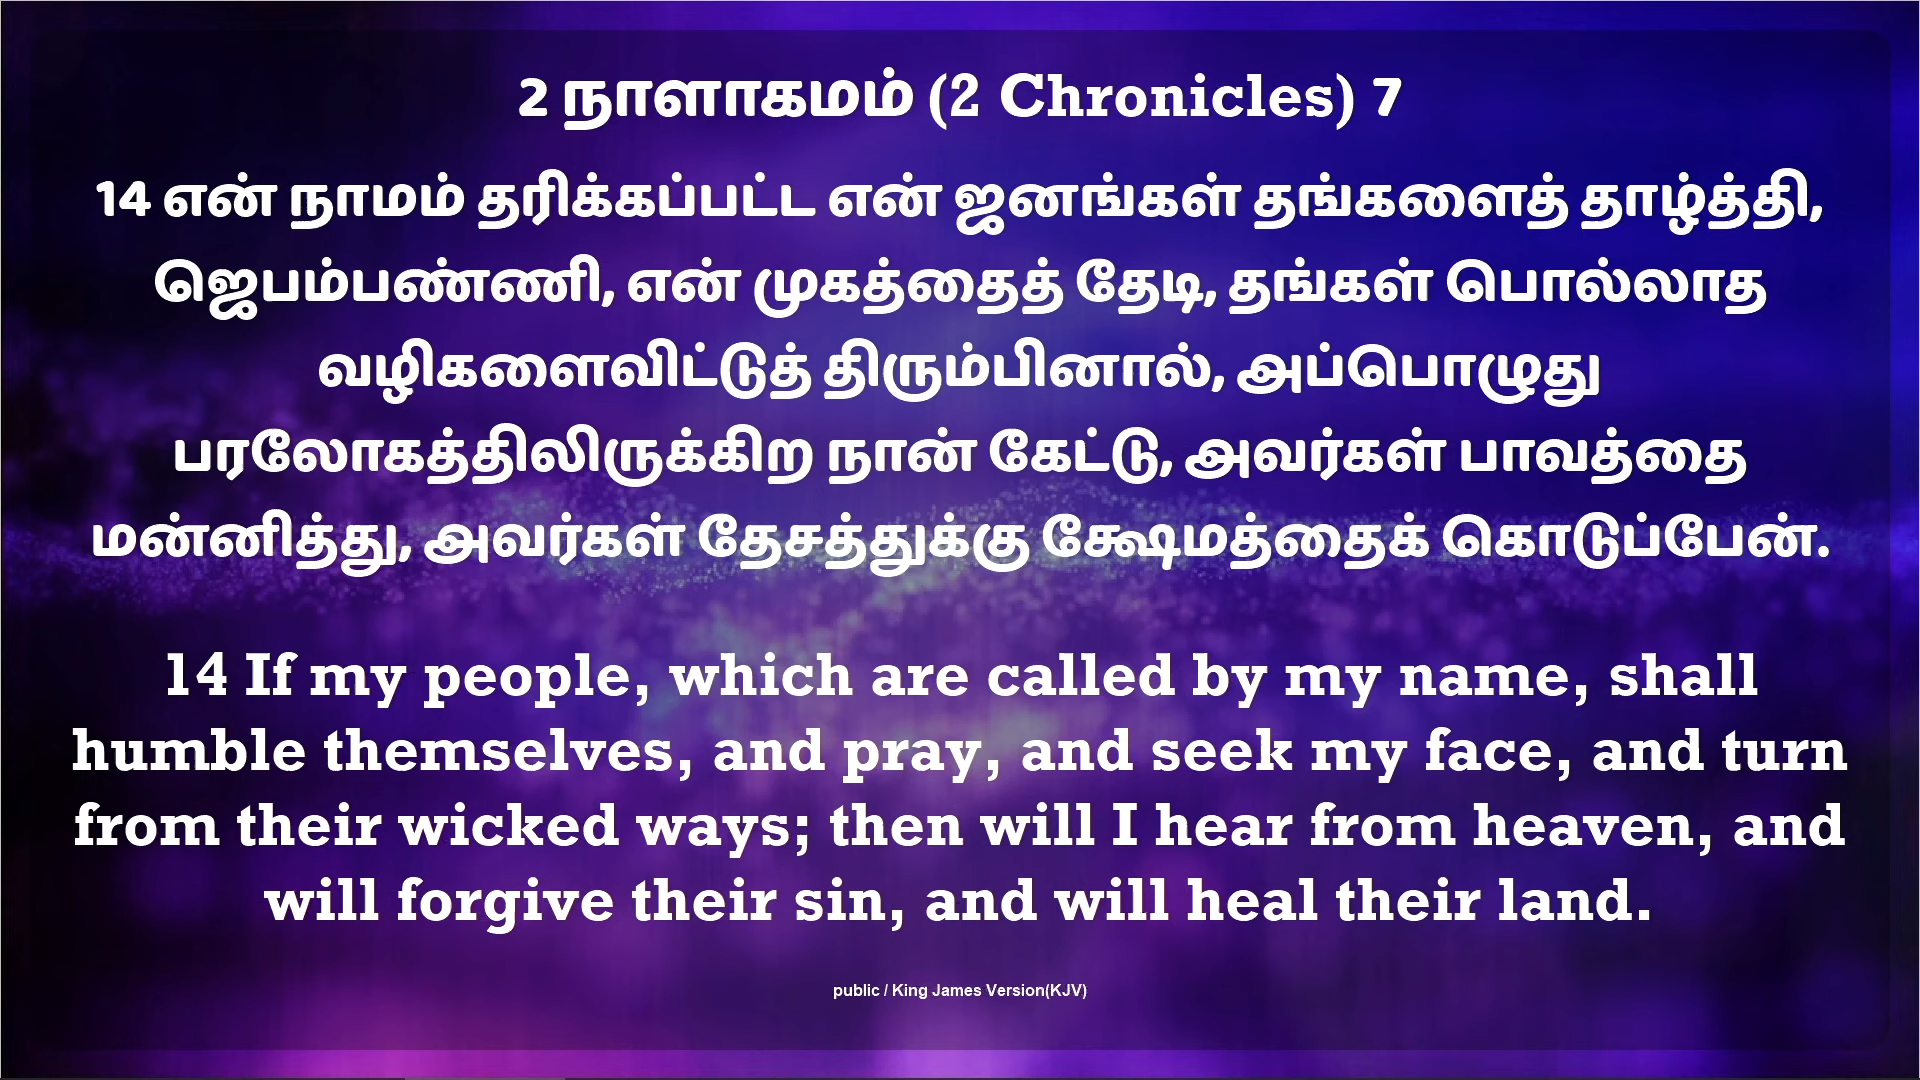 2 நாளாகமம் (2 Chronicles) 7
14 என் நாமம் தரிக்கப்பட்ட என் ஜனங்கள் தங்களைத் தாழ்த்தி,
ஜெபம்பண்ணி, என் முகத்தைத் தேடி, தங்கள் பொல்லாத
வழிகளைவிட்டுத் திரும்பினால், அப்பொழுது
பரலோகத்திலிருக்கிற நான் கேட்டு, அவர்கள் பாவத்தை
மன்னித்து, அவர்கள் தேசத்துக்கு க்ஷேமத்தைக் கொடுப்பேன்.
14 If my people, which are called by my name, shall
humble themselves, and pray, and seek my face, and turn
from their wicked ways; then will I hear from heaven, and
will forgive their sin, and will heal their land.
public / King James Version(KJV)